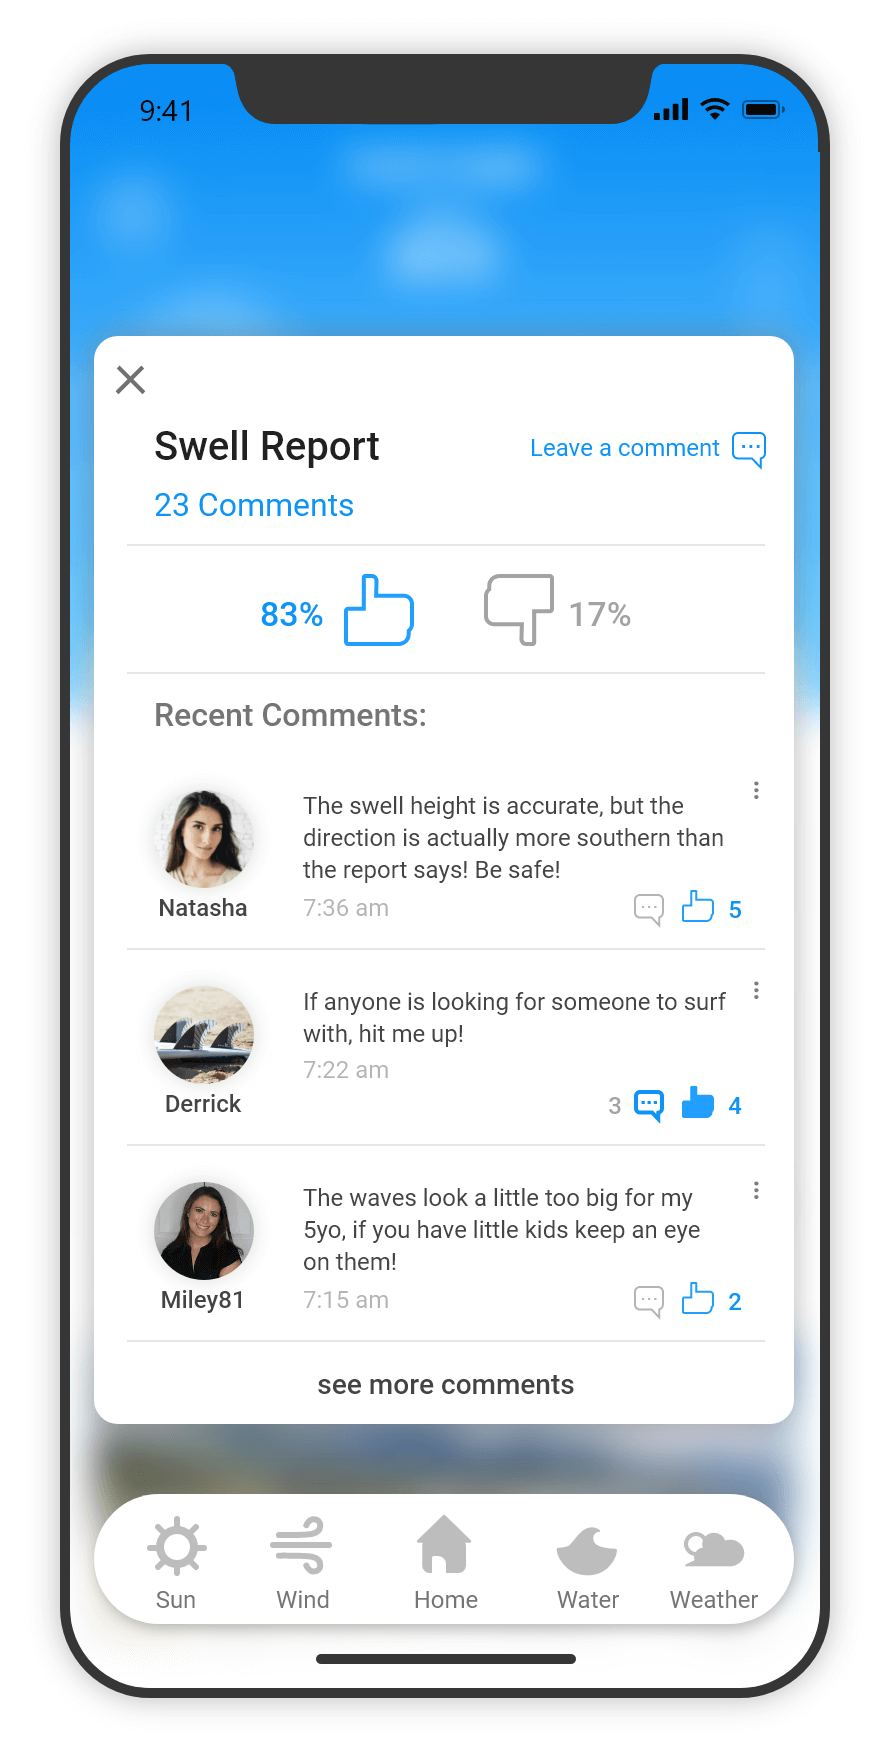 9:41
Swell Report
Leave a comment
23 Comments
83%
17%
Recent Comments:
The swell height is accurate, but the
direction is actually more southern than
the report says! Be safe!
Natasha
7:36 am
5
If anyone is looking for someone to surf
with, hit me up!
7:22 am
Derrick
3
4
The waves look a little too big for my
5yo, if you have little kids keep an eye
on them!
Miley81
7:15 am
2
see more comments
Sun
Wind
Home
Water
Weather